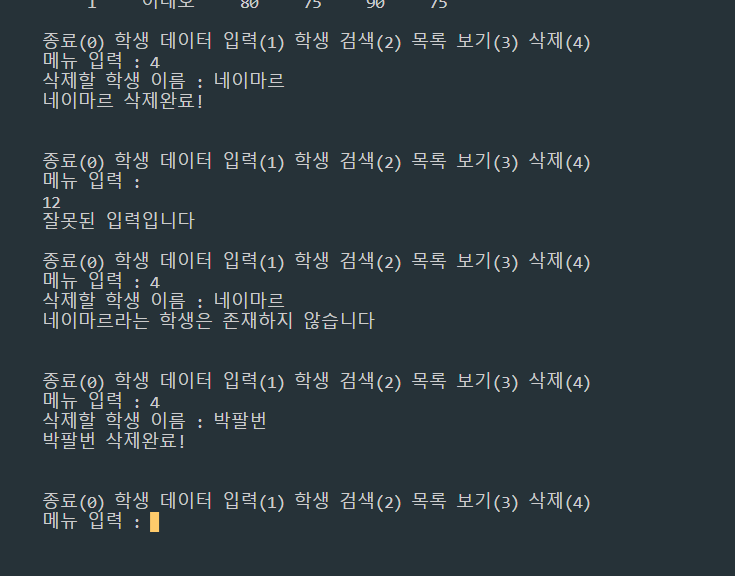 1 이대호 80 75 90 75
종료(0) 학생 데이터 입력(1) 학생 검색(2) 목록 보기(3) 삭제(4)
메뉴 입력 : 4
삭제할 학생 이름 : 네이마르
네이마르 삭제완료!
종료(0) 학생 데이터 입력(1) 학생 검색(2) 목록 보기(3) 삭제(4)
메뉴 입력 :
12
잘못된 입력입니다
종료(0) 학생 데이터 입력(1) 학생 검색(2) 목록 보기(3) 삭제(4)
메뉴 입력 : 4
삭제할 학생 이름 : 네이마르
네이마르라는 학생은 존재하지 않습니다
종료(0) 학생 데이터 입력(1) 학생 검색(2) 목록 보기(3) 삭제(4)
메뉴 입력 : 4
삭제할 학생 이름 : 박팔번
박팔번 삭제완료!
종료(0) 학생 데이터 입력(1) 학생 검색(2) 목록 보기(3) 삭제(4)
메뉴 입력 :